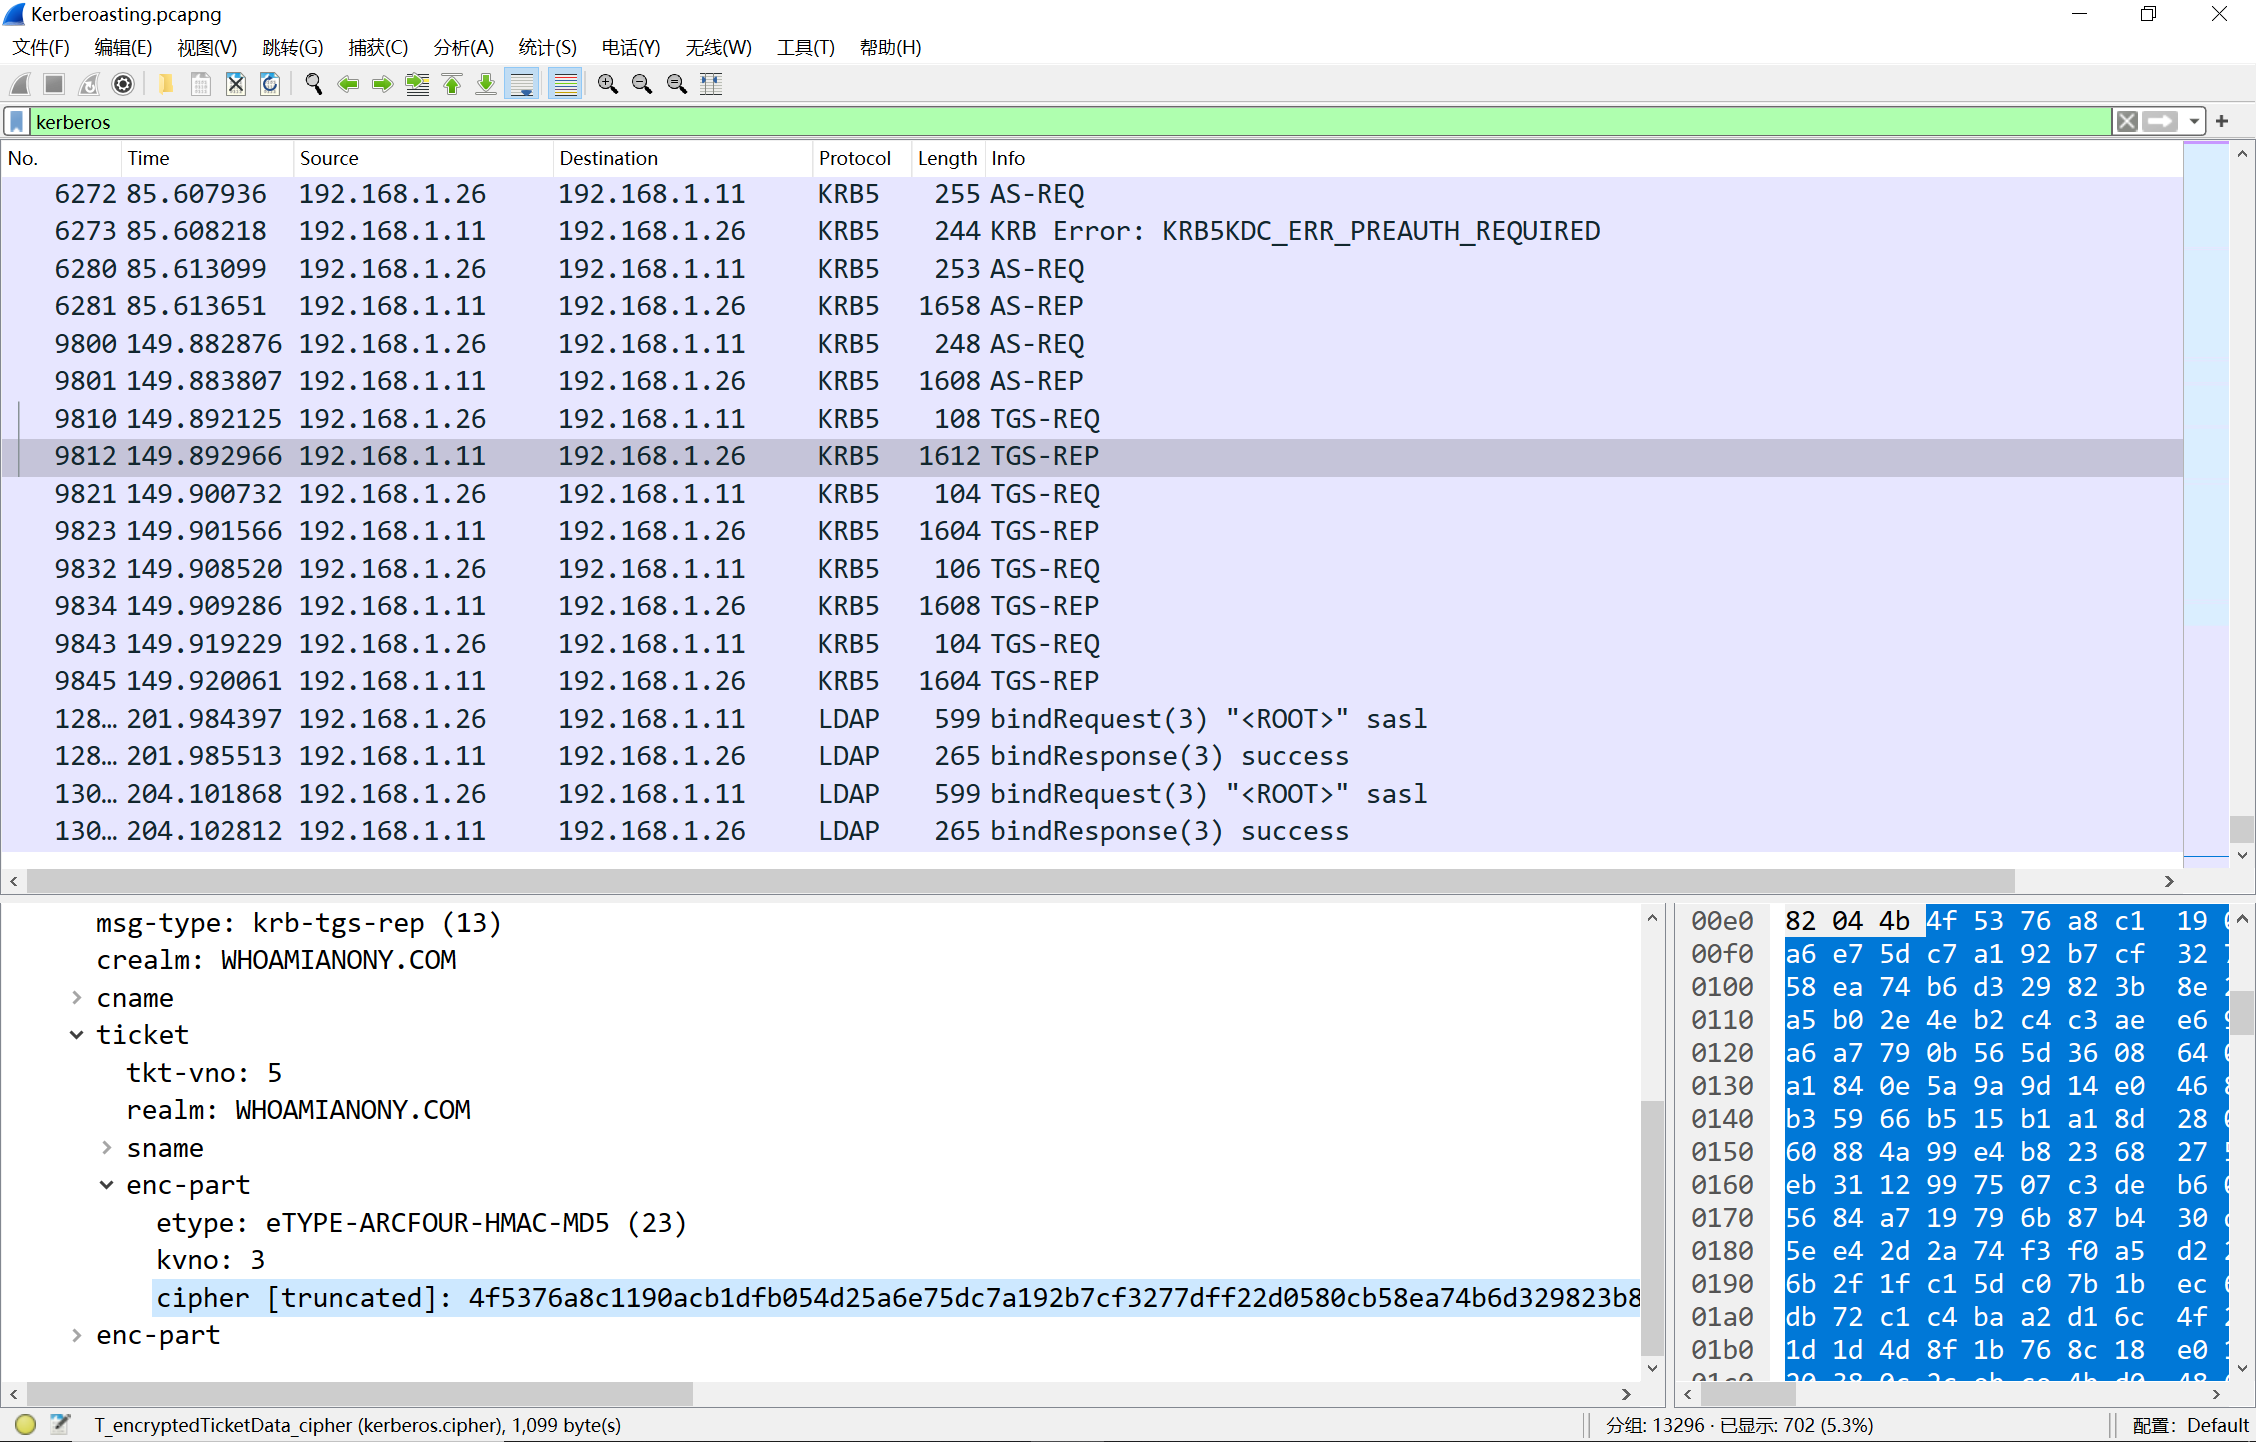 Kerberoasting.pcapng
文件(F) 编辑(E) 视图(V) 跳转(G) 捕获(C) 分析(A) 统计(S) 电话(Y) 无线(W) 工具(T) 帮助(H)
kerberos
No. Time Source Destination Protocol Length Info
6272 85.607936 192.168.1.26 192.168.1.11 KRB5 255 AS-REQ
6273 85.608218 192.168.1.11 192.168.1.26 KRB5 244 KRB Error: KRB5KDC_ERR_PREAUTH_REQUIRED
6280 85.613099 192.168.1.26 192.168.1.11 KRB5 253 AS-REQ
6281 85.613651 192.168.1.11 192.168.1.26 KRB5 1658 AS-REP
9800 149.882876 192.168.1.26 192.168.1.11 KRB5 248 AS-REQ
9801 149.883807 192.168.1.11 192.168.1.26 KRB5 1608 AS-REP
9810 149.892125 192.168.1.26 192.168.1.11 KRB5 108 TGS-REQ
9812 149.892966 192.168.1.11 192.168.1.26 KRB5 1612 TGS-REP
9821 149.900732 192.168.1.26 192.168.1.11 KRB5 104 TGS-REQ
9823 149.901566 192.168.1.11 192.168.1.26 KRB5 1604 TGS-REP
9832 149.908520 192.168.1.26 192.168.1.11 KRB5 106 TGS-REQ
9834 149.909286 192.168.1.11 192.168.1.26 KRB5 1608 TGS-REP
9843 149.919229 192.168.1.26 192.168.1.11 KRB5 104 TGS-REQ
9845 149.920061 192.168.1.11 192.168.1.26 KRB5 1604 TGS-REP
128… 201.984397 192.168.1.26 192.168.1.11 LDAP 599 bindRequest(3) "<ROOT>" sasl
128… 201.985513 192.168.1.11 192.168.1.26 LDAP 265 bindResponse(3) success
130… 204.101868 192.168.1.26 192.168.1.11 LDAP 599 bindRequest(3) "<ROOT>" sasl
130… 204.102812 192.168.1.11 192.168.1.26 LDAP 265 bindResponse(3) success
msg-type: krb-tgs-rep (13)
crealm: WHOAMIANONY.COM
cname
ticket
tkt-vno: 5
realm: WHOAMIANONY.COM
sname
enc-part
etype: eTYPE-ARCFOUR-HMAC-MD5 (23)
kvno: 3
cipher [truncated]: 4f5376a8c1190acb1dfb054d25a6e75dc7a192b7cf3277dff22d0580cb58ea74b6d329823b8
enc-part
00e0 82 04 4b 4f 53 76 a8 c1 19
00f0 a6 e7 5d c7 a1 92 b7 cf 32
0100 58 ea 74 b6 d3 29 82 3b 8e
0110 a5 b0 2e 4e b2 c4 c3 ae e6
0120 a6 a7 79 0b 56 5d 36 08 64
0130 a1 84 0e 5a 9a 9d 14 e0 46
0140 b3 59 66 b5 15 b1 a1 8d 28
0150 60 88 4a 99 e4 b8 23 68 27
0160 eb 31 12 99 75 07 c3 de b6
0170 56 84 a7 19 79 6b 87 b4 30
0180 5e e4 2d 2a 74 f3 f0 a5 d2
0190 6b 2f 1f c1 5d c0 7b 1b ec
01a0 db 72 c1 c4 ba a2 d1 6c 4f
01b0 1d 1d 4d 8f 1b 76 8c 18 e0
T_encryptedTicketData_cipher (kerberos.cipher), 1,099 byte(s)
分组: 13296 · 已显示: 702 (5.3%)
配置: Default